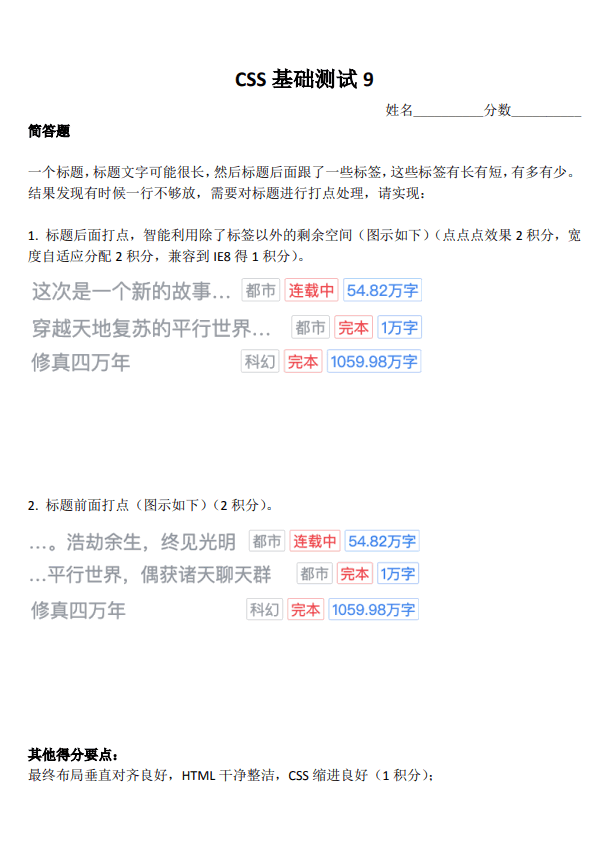 CSS 基础测试 9
姓名__________分数__________
简答题
一个标题，标题文字可能很长，然后标题后面跟了一些标签，这些标签有长有短，有多有少。
结果发现有时候一行不够放，需要对标题进行打点处理，请实现：
1. 标题后面打点，智能利用除了标签以外的剩余空间（图示如下）（点点点效果 2 积分，宽
度自适应分配 2 积分，兼容到 IE8 得 1 积分）。
这次是一个新的故事... 都市 连载中 54.82万字
穿越天地复苏的平行世界... 都市 完本 1万字
修真四万年 科幻 完本 1059.98万字
2. 标题前面打点（图示如下）（2 积分）。
...。浩劫余生，终见光明 都市 连载中 54.82万字
...平行世界，偶获诸天聊天群 都市 完本 1万字
修真四万年 科幻 完本 1059.98万字
其他得分要点：
最终布局垂直对齐良好，HTML 干净整洁，CSS 缩进良好（1 积分）；